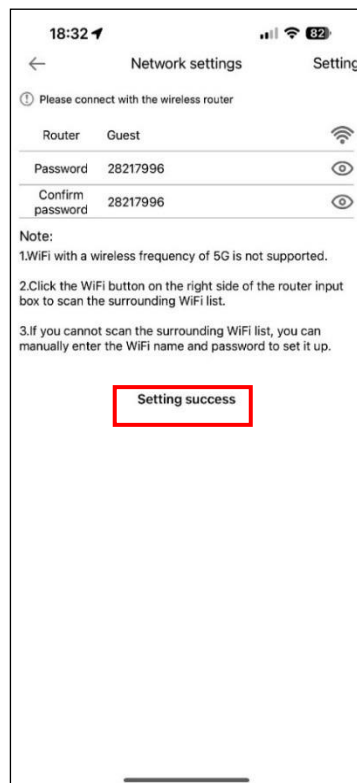 18:32
82
Network settings
Setting
Please connect with the wireless router
Router Guest
Password 28217996
Confirm
password 28217996
Note:
1.WiFi with a wireless frequency of 5G is not supported.
2.Click the WiFi button on the right side of the router input
box to scan the surrounding WiFi list.
3.If you cannot scan the surrounding WiFi list, you can
manually enter the WiFi name and password to set it up.
Setting success